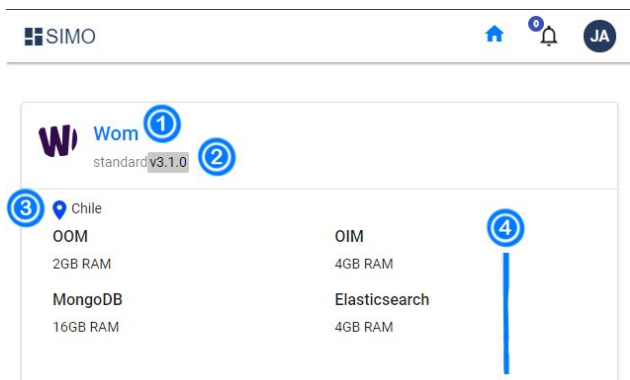 SIMO
0
JA
W
Wom 1
standard v3.1.0 2
3 Chile
4
OOM OIM
2GB RAM 4GB RAM
MongoDB Elasticsearch
16GB RAM 4GB RAM